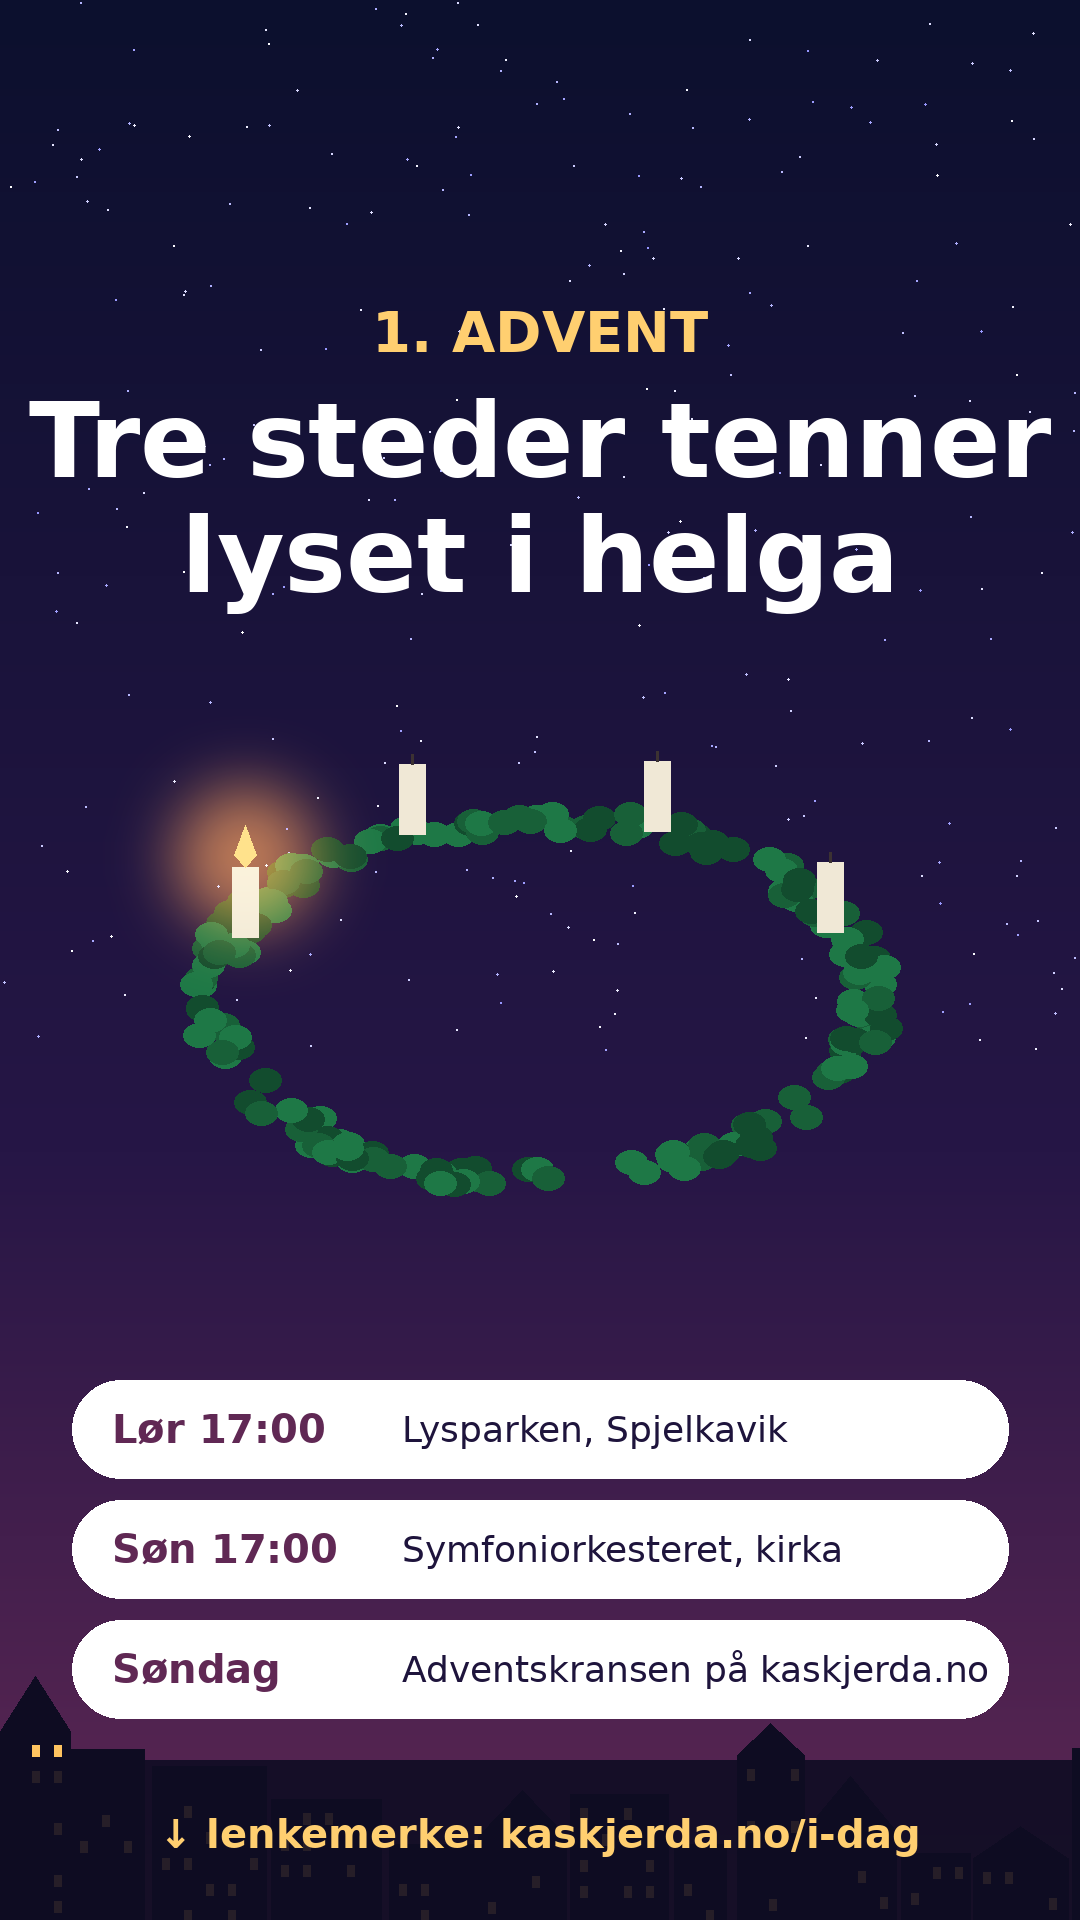 1. ADVENT
Tre steder tenner
lyset i helga
Lør 17:00 Lysparken, Spjelkavik
Søn 17:00 Symfoniorkesteret, kirka
Søndag Adventskransen på kaskjerda.no
↓ lenkemerke: kaskjerda.no/i-dag